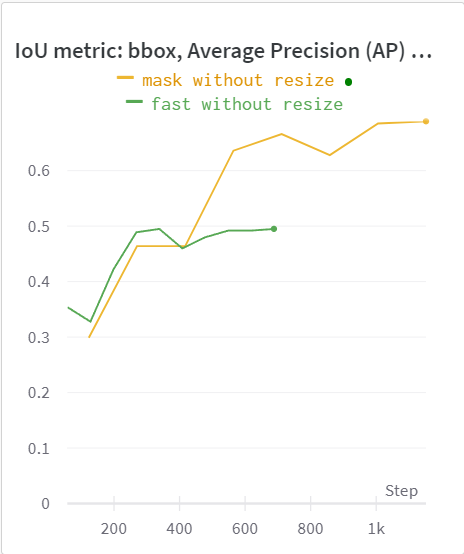 IoU metric: bbox, Average Precision (AP) ...
mask without resize
fast without resize
0.6
0.5
0.4
0.3
0.2
0.1
0
Step
200 400 600 800 1k